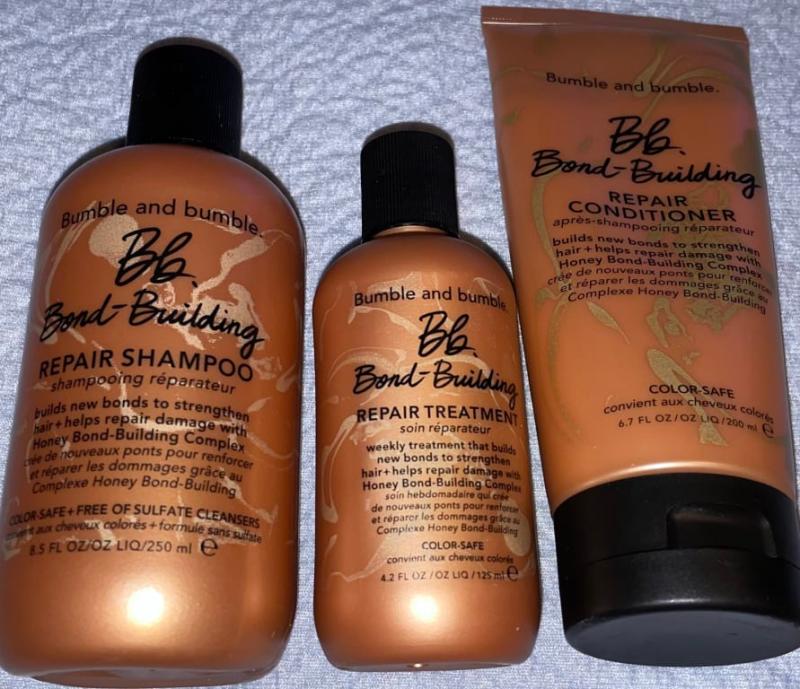 Bumble and bumble.
Bb.
Bond-Building
REPAIR SHAMPOO
shampooing réparateur
builds new bonds to strengthen
hair + helps repair damage with
Honey Bond-Building Complex
crée de nouveaux ponts pour renforcer
et réparer les dommages grâce au
Complexe Honey Bond-Building
COLOR-SAFE + FREE OF SULFATE CLEANSERS
convient aux cheveux colorés + formule sans sulfate
8.5 FL OZ/OZ LIQ/250 ml e
Bumble and bumble.
Bb.
Bond-Building
REPAIR TREATMENT
soin réparateur
weekly treatment that builds
new bonds to strengthen
hair + helps repair damage with
Honey Bond-Building Complex
soin hebdomadaire qui crée
de nouveaux ponts pour renforcer
et réparer les dommages grâce au
Complexe Honey Bond-Building
COLOR-SAFE
convient aux cheveux colorés
4.2 FL OZ/OZ LIQ/125 ml e
Bumble and bumble.
Bb.
Bond-Building
REPAIR
CONDITIONER
après-shampooing réparateur
builds new bonds to strengthen
hair + helps repair damage with
Honey Bond-Building Complex
crée de nouveaux ponts pour renforcer
et réparer les dommages grâce au
Complexe Honey Bond-Building
COLOR-SAFE
convient aux cheveux colorés
6.7 FL OZ/OZ LIQ/200 ml e